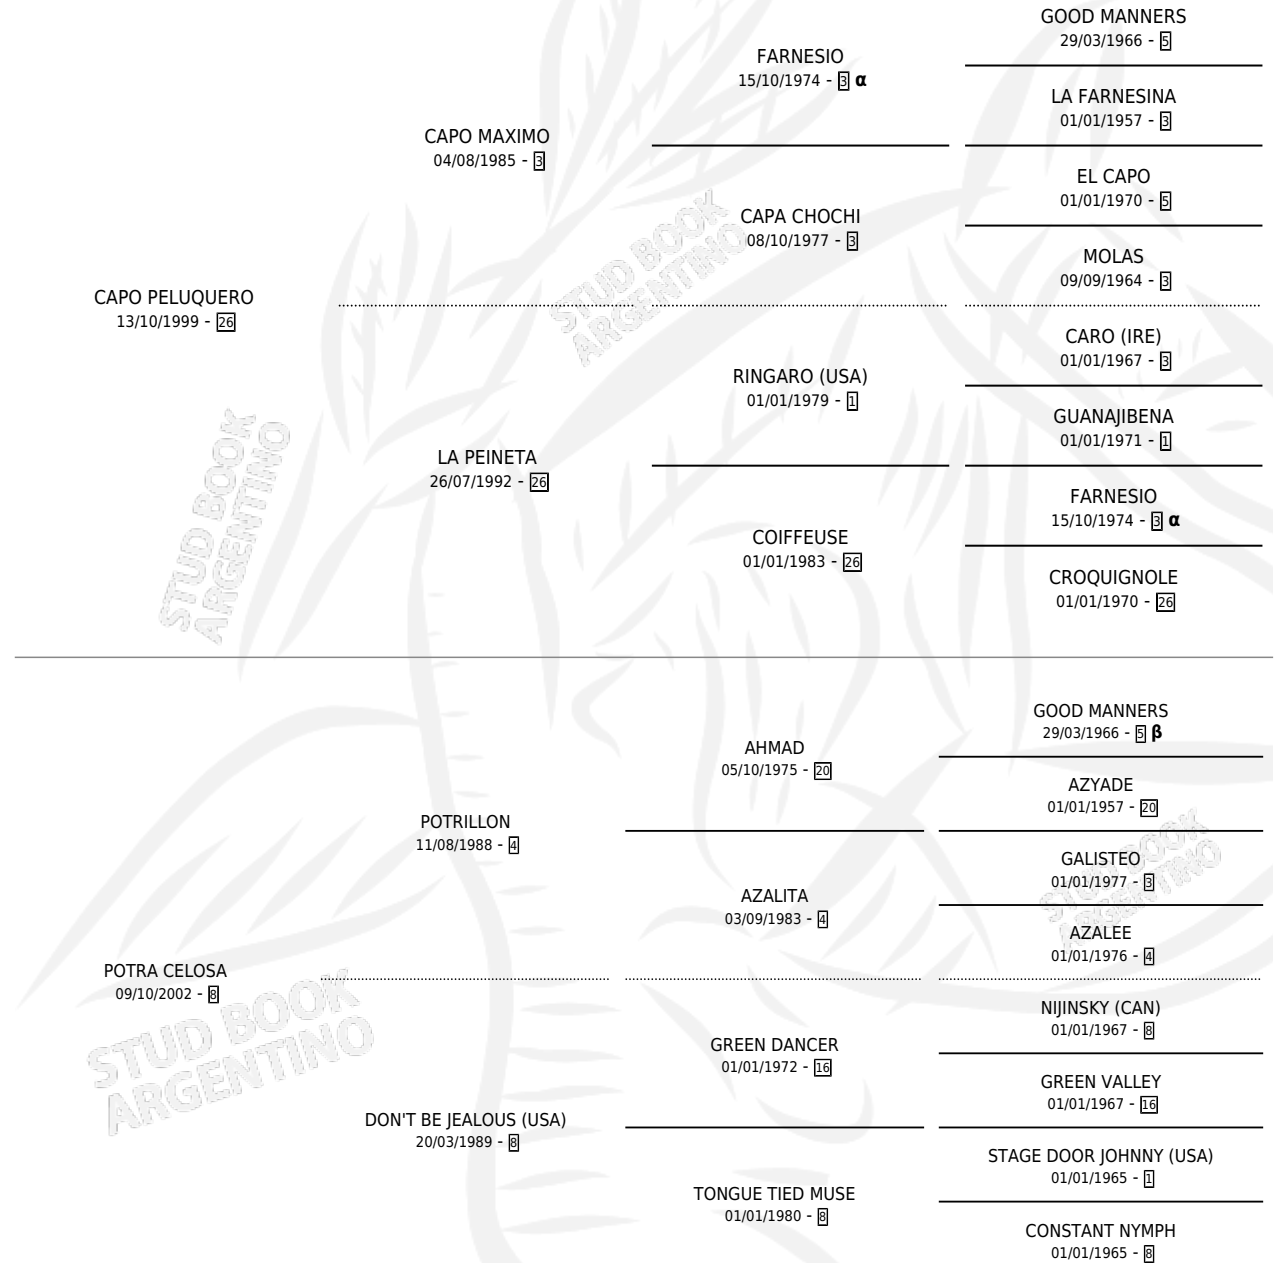 GOOD MANNERS
29/03/1966 - 5
FARNESIO
15/10/1974 - 3 α
LA FARNESINA
01/01/1957 - 3
CAPO MAXIMO
04/08/1985 - 3
EL CAPO
01/01/1970 - 5
CAPA CHOCHI
08/10/1977 - 3
MOLAS
09/09/1964 - 3
CAPO PELUQUERO
13/10/1999 - 26
CARO (IRE)
01/01/1967 - 3
RINGARO (USA)
01/01/1979 - 1
GUANAJIBENA
01/01/1971 - 1
LA PEINETA
26/07/1992 - 26
FARNESIO
15/10/1974 - 3 α
COIFFEUSE
01/01/1983 - 26
CROQUIGNOLE
01/01/1970 - 26
GOOD MANNERS
29/03/1966 - 5 β
AHMAD
05/10/1975 - 20
AZYADE
01/01/1957 - 20
POTRILLON
11/08/1988 - 4
GALISTEO
01/01/1977 - 3
AZALITA
03/09/1983 - 4
AZALEE
01/01/1976 - 4
POTRA CELOSA
09/10/2002 - 8
NIJINSKY (CAN)
01/01/1967 - 8
GREEN DANCER
01/01/1972 - 16
GREEN VALLEY
01/01/1967 - 16
DON'T BE JEALOUS (USA)
20/03/1989 - 8
STAGE DOOR JOHNNY (USA)
01/01/1965 - 1
TONGUE TIED MUSE
01/01/1980 - 8
CONSTANT NYMPH
01/01/1965 - 8
STUD BOOK
ARGENTINO
STUD BOOK
ARGENTINO
STUD BOOK
ARGENTINO
STUD BOOK
ARGENTINO